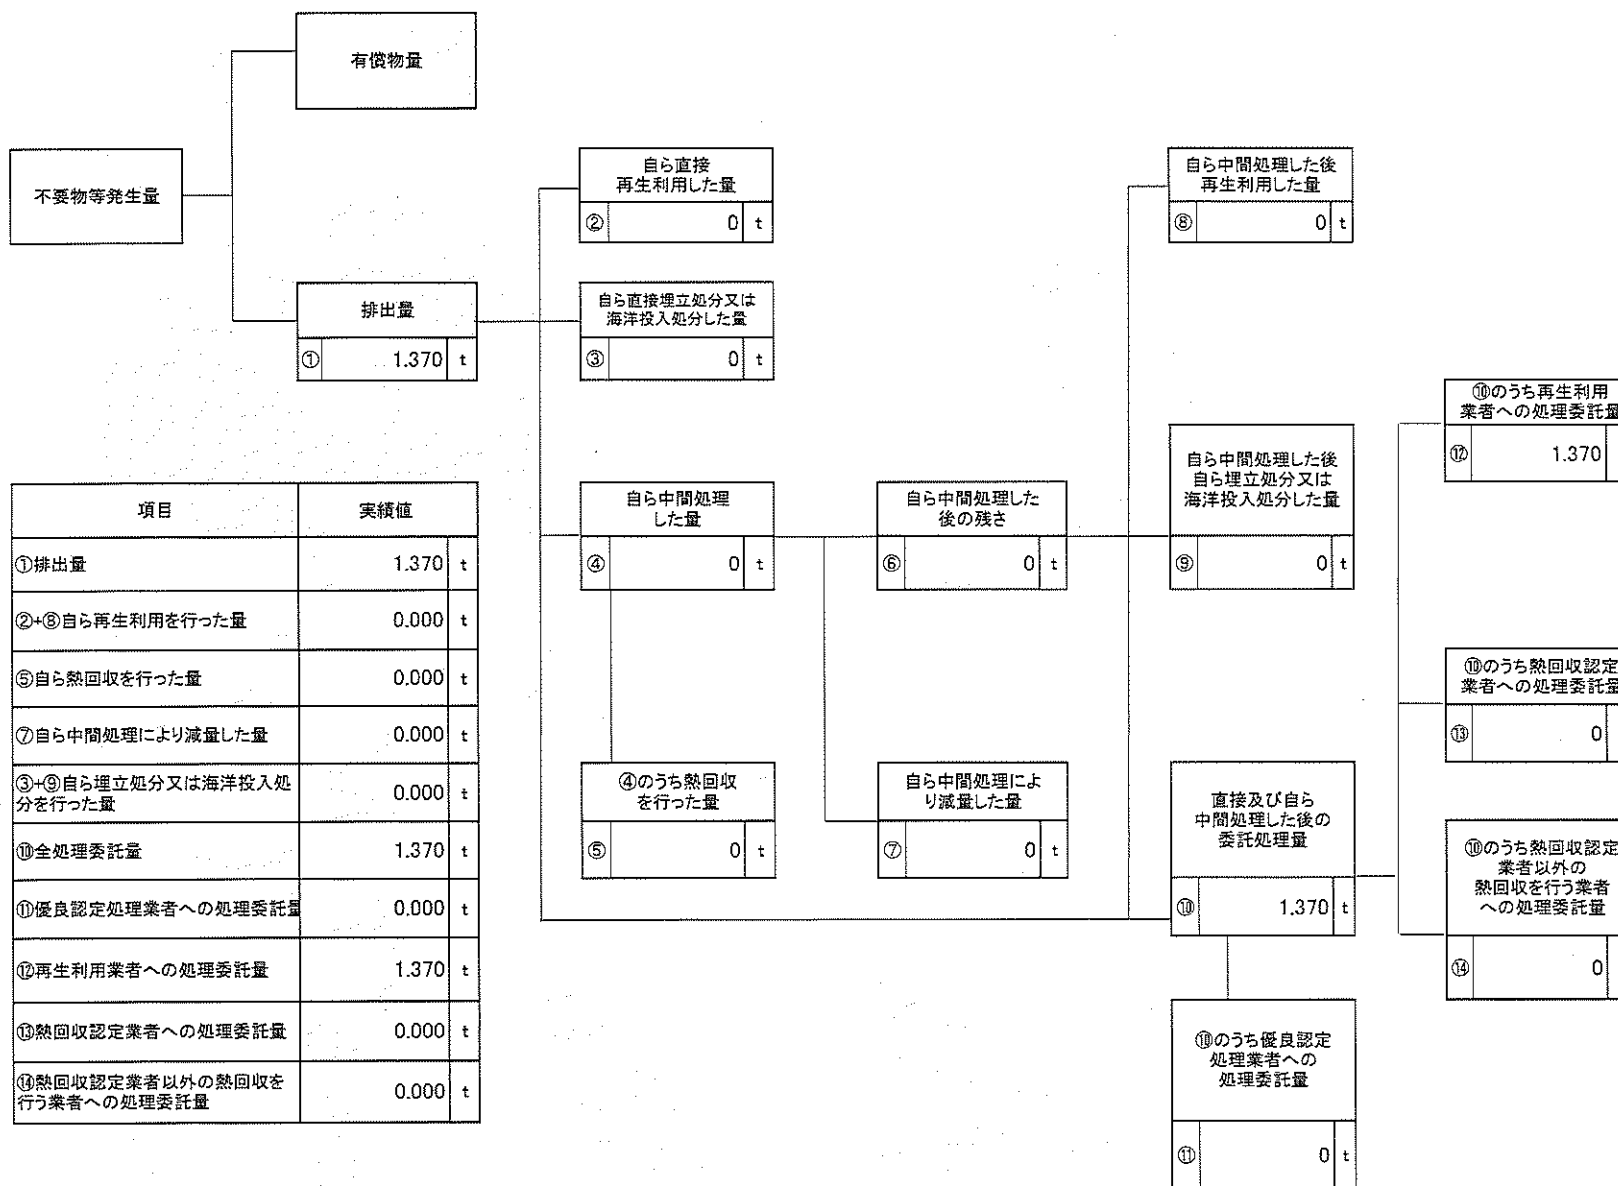 有償物量
不要物等発生量
排出量
① 1.370 t
自ら直接
再生利用した量
② 0 t
自ら直接埋立処分又は
海洋投入処分した量
③ 0 t
自ら中間処理
した量
④ 0 t
④のうち熱回収
を行った量
⑤ 0 t
自ら中間処理した
後の残さ
⑥ 0 t
自ら中間処理によ
り減量した量
⑦ 0 t
自ら中間処理した後
再生利用した量
⑧ 0 t
自ら中間処理した後
自ら埋立処分又は
海洋投入処分した量
⑨ 0 t
直接及び自ら
中間処理した後の
委託処理量
⑩ 1.370 t
⑩のうち優良認定
処理業者への
処理委託量
⑪ 0 t
⑩のうち再生利用
業者への処理委託量
⑫ 1.370
⑩のうち熱回収認定
業者への処理委託量
⑬ 0
⑩のうち熱回収認定
業者以外の
熱回収を行う業者
への処理委託量
⑭ 0
項目 実績値
①排出量 1.370 t
②+⑧自ら再生利用を行った量 0.000 t
⑤自ら熱回収を行った量 0.000 t
⑦自ら中間処理により減量した量 0.000 t
③+⑨自ら埋立処分又は海洋投入処
分を行った量 0.000 t
⑩全処理委託量 1.370 t
⑪優良認定処理業者への処理委託量 0.000 t
⑫再生利用業者への処理委託量 1.370 t
⑬熱回収認定業者への処理委託量 0.000 t
⑭熱回収認定業者以外の熱回収を
行う業者への処理委託量 0.000 t